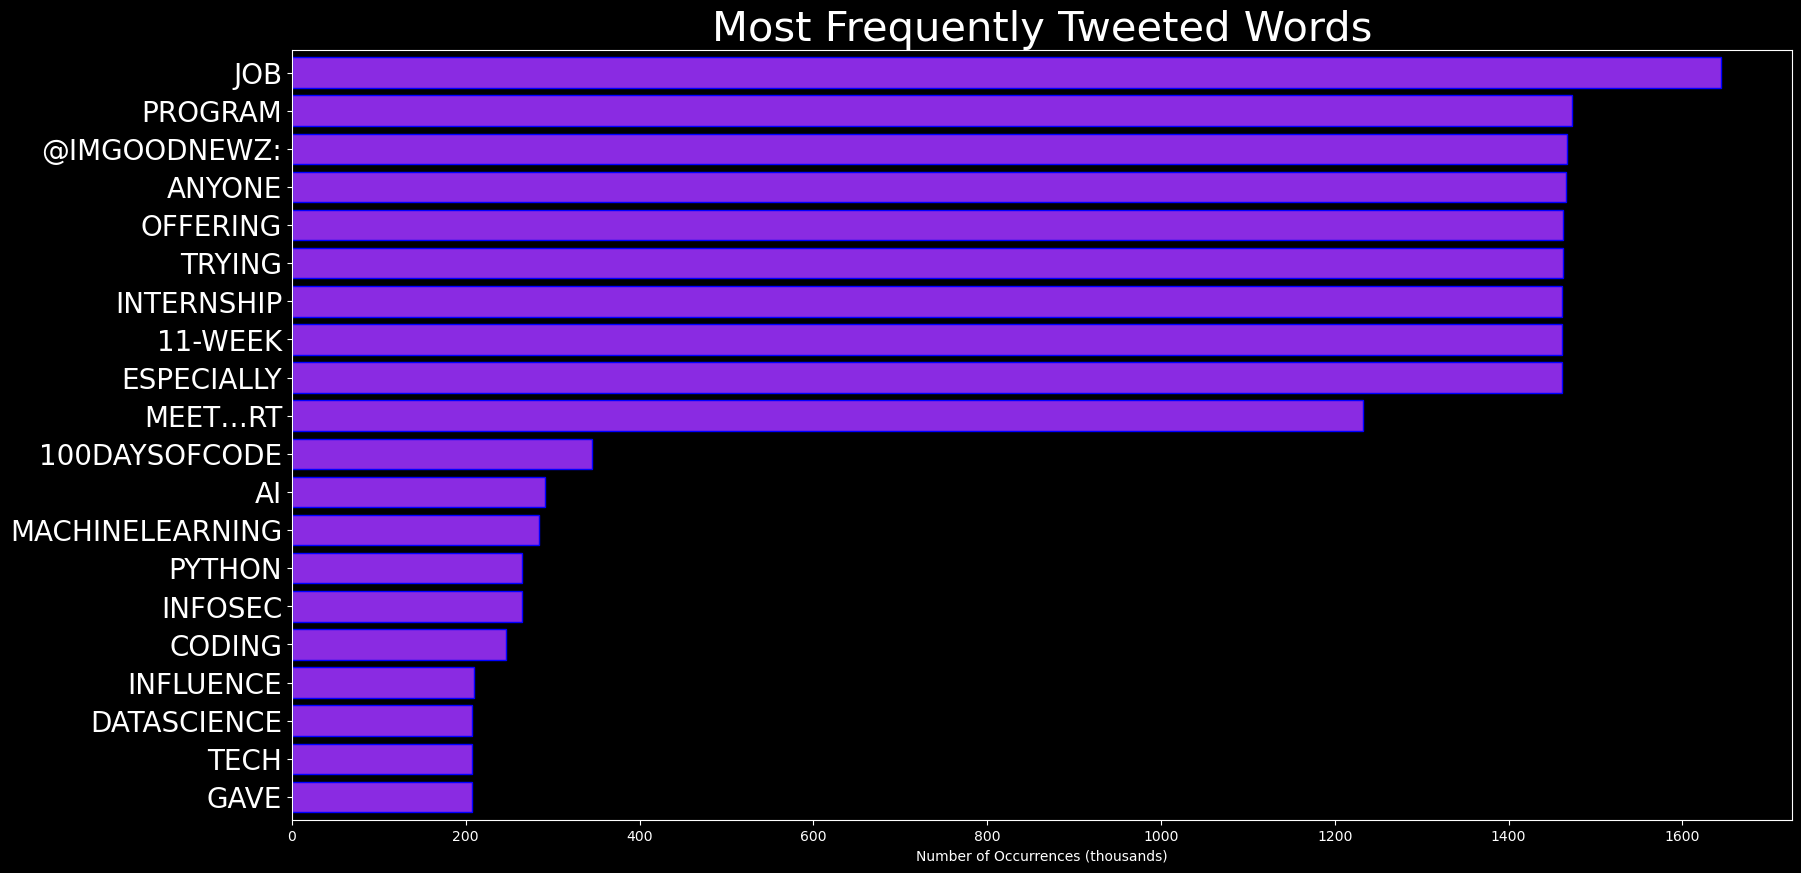 Most Frequently Tweeted Words
JOB
PROGRAM
@IMGOODNEWZ:
ANYONE
OFFERING
TRYING
INTERNSHIP
11-WEEK
ESPECIALLY
MEET…RT
100DAYSOFCODE
AI
MACHINELEARNING
PYTHON
INFOSEC
CODING
INFLUENCE
DATASCIENCE
TECH
GAVE
0 200 400 600 800 1000 1200 1400 1600
Number of Occurrences (thousands)